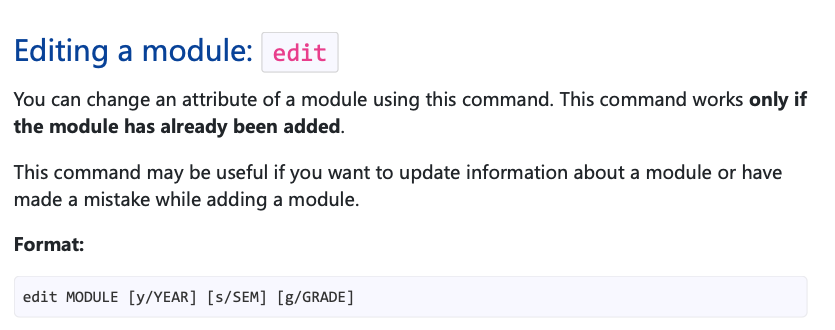 Editing a module: edit
You can change an attribute of a module using this command. This command works only if
the module has already been added.
This command may be useful if you want to update information about a module or have
made a mistake while adding a module.
Format:
edit MODULE [y/YEAR] [s/SEM] [g/GRADE]